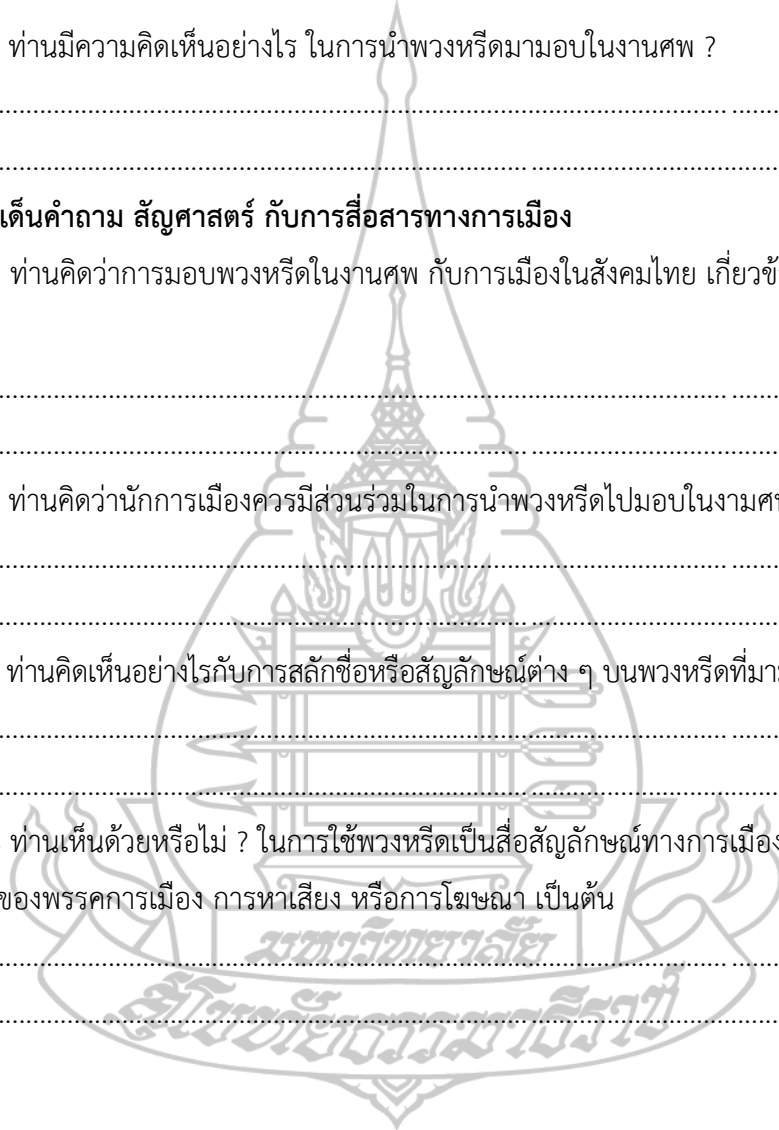 ท่านมีความคิดเห็นอย่างไร ในการนำพวงหรีดมามอบในงานศพ ?
........................................................................................................
........................................................................................................
เด็นคำถาม สัญศาสตร์ กับการสื่อสารทางการเมือง
ท่านคิดว่าการมอบพวงหรีดในงานศพ กับการเมืองในสังคมไทย เกี่ยวข้
........................................................................................................
........................................................................................................
ท่านคิดว่านักการเมืองควรมีส่วนร่วมในการนำพวงหรีดไปมอบในงามศพ
........................................................................................................
........................................................................................................
ท่านคิดเห็นอย่างไรกับการสลักชื่อหรือสัญลักษณ์ต่าง ๆ บนพวงหรีดที่มา
........................................................................................................
........................................................................................................
ท่านเห็นด้วยหรือไม่ ? ในการใช้พวงหรีดเป็นสื่อสัญลักษณ์ทางการเมือง
ของพรรคการเมือง การหาเสียง หรือการโฆษณา เป็นต้น
........................................................................................................
มหาวิทยาลัย
........................................................................................................
สุโขทัยธรรมาธิราช